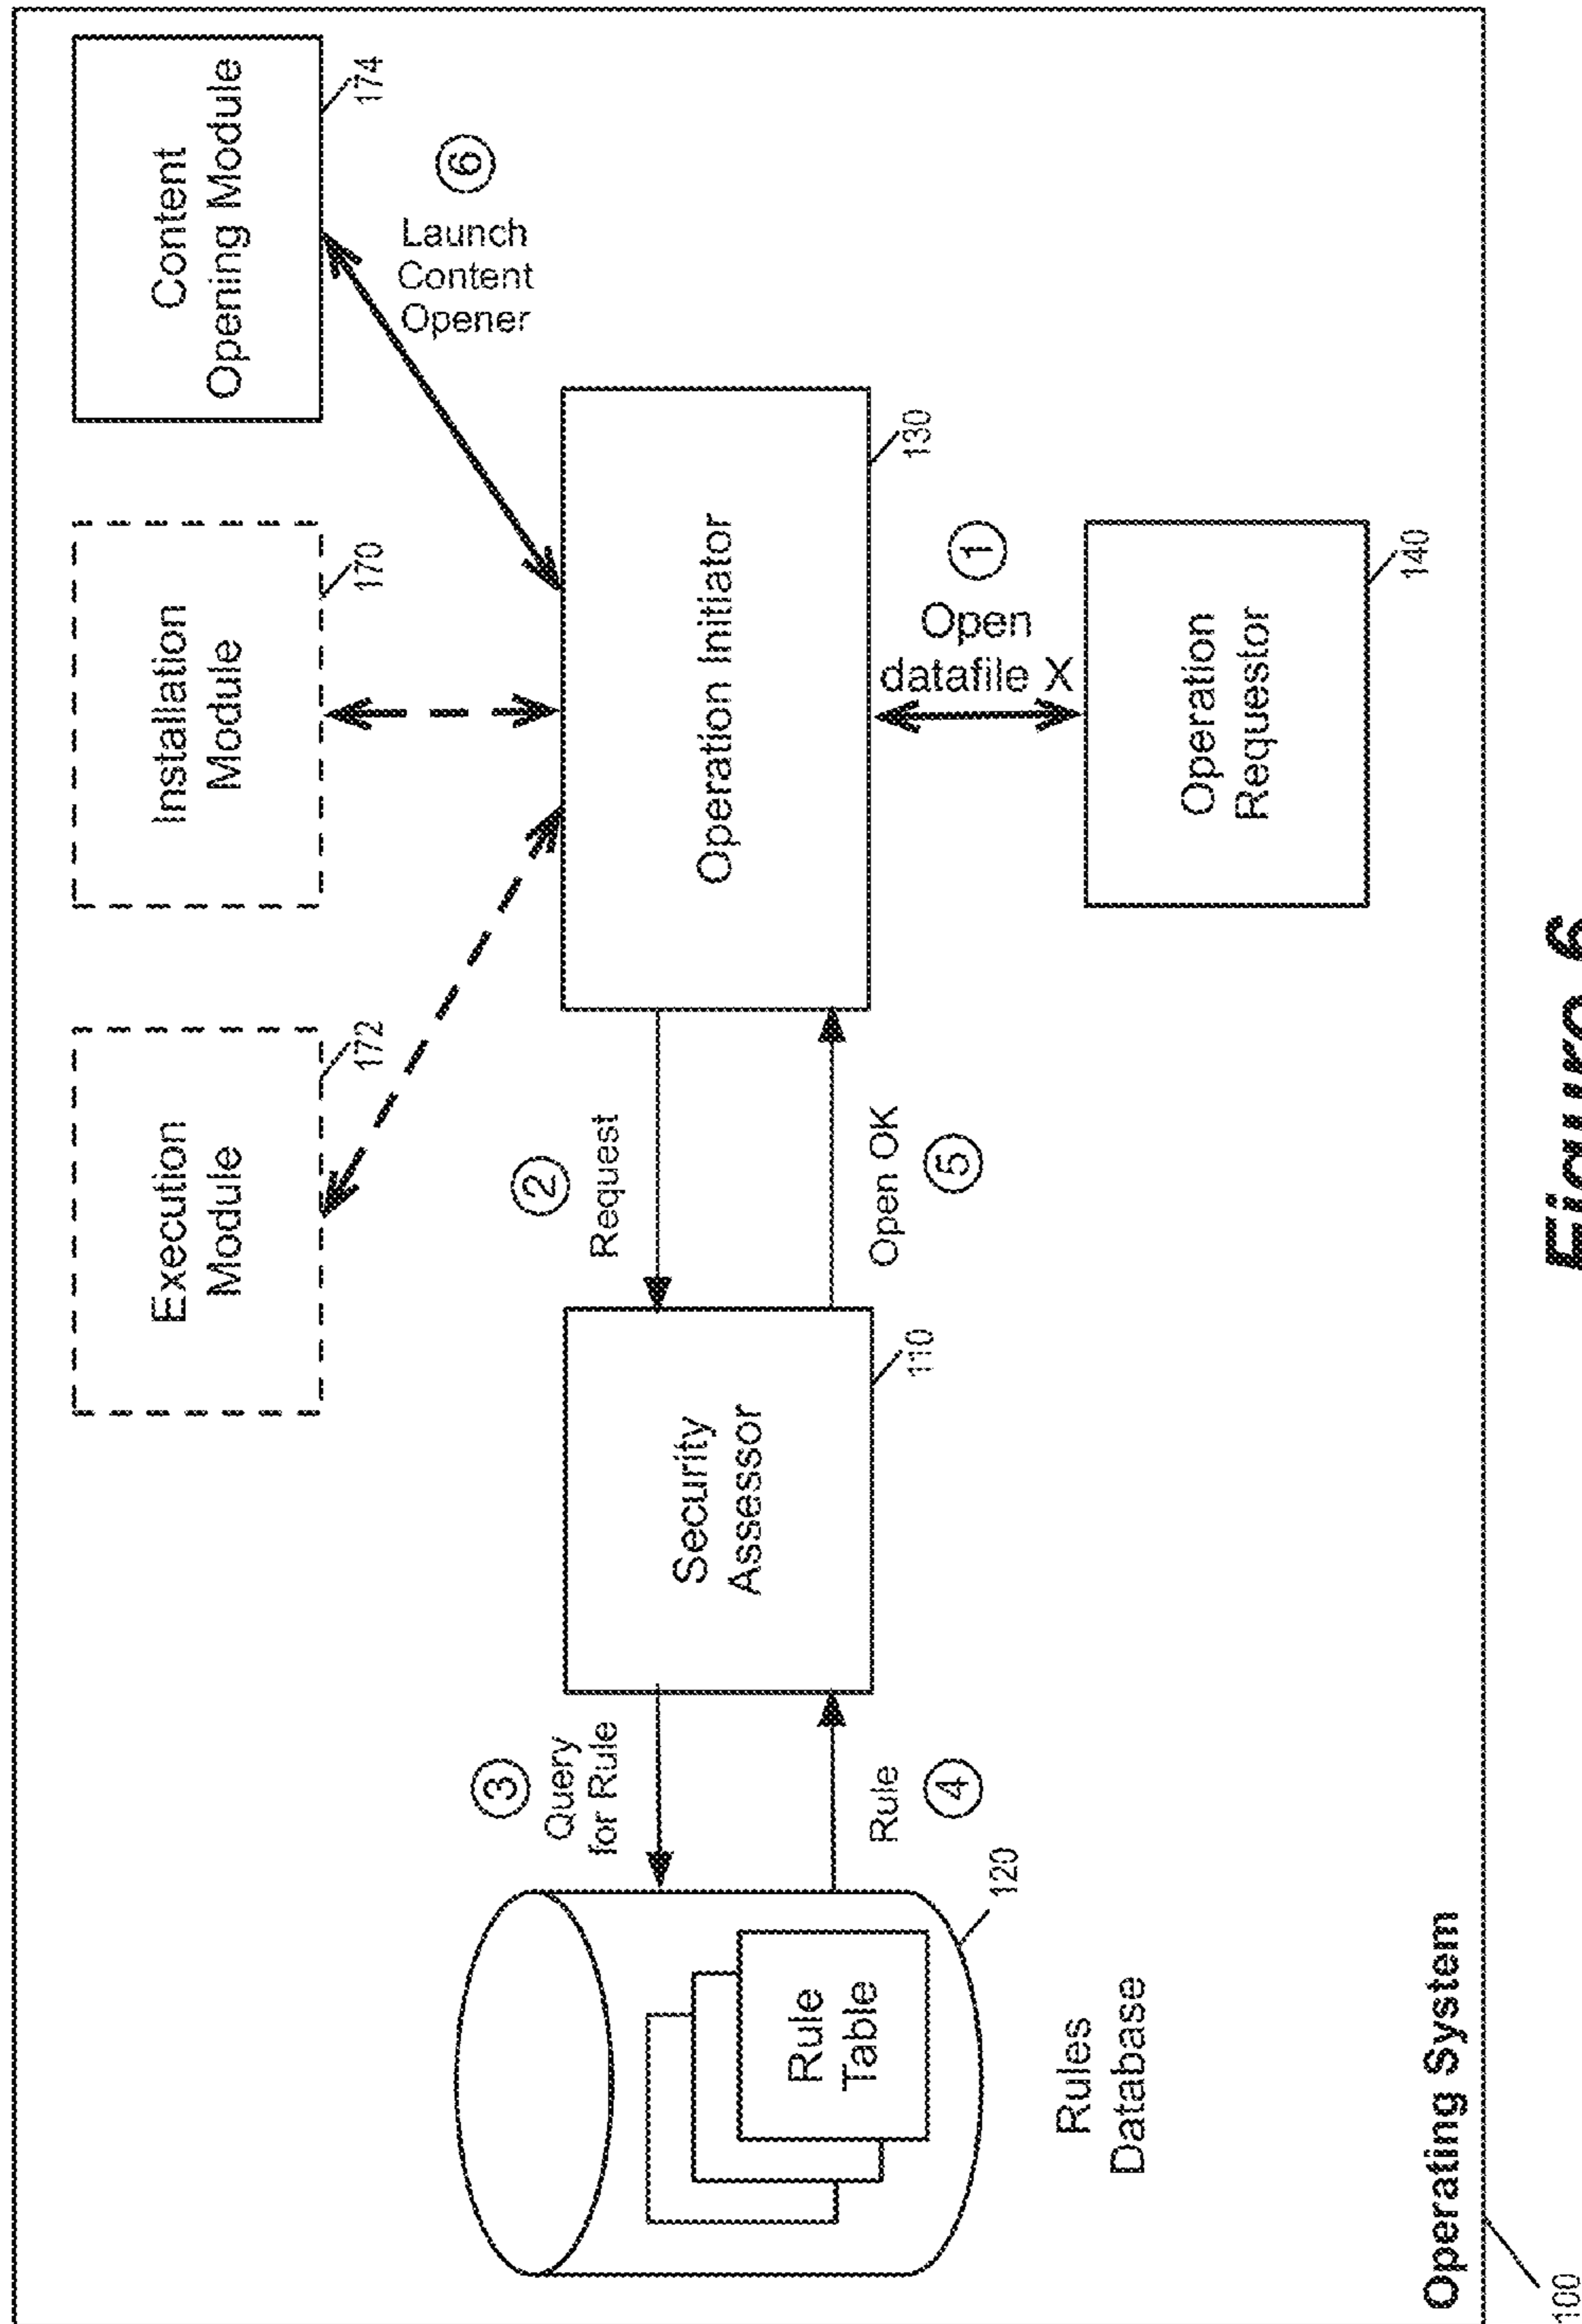 Execution
Module
172
Installation
Module
170
Content
Opening Module
174
6
Launch
Content
Opener
3
Query
for Rule
2
Request
Rule
Table
Security
Assessor
Operation Initiator
Rule
4
Open OK
5
120
110
130
Open
datafile X
1
Rules
Database
Operation
Requestor
140
Operating System
100
Figure 6